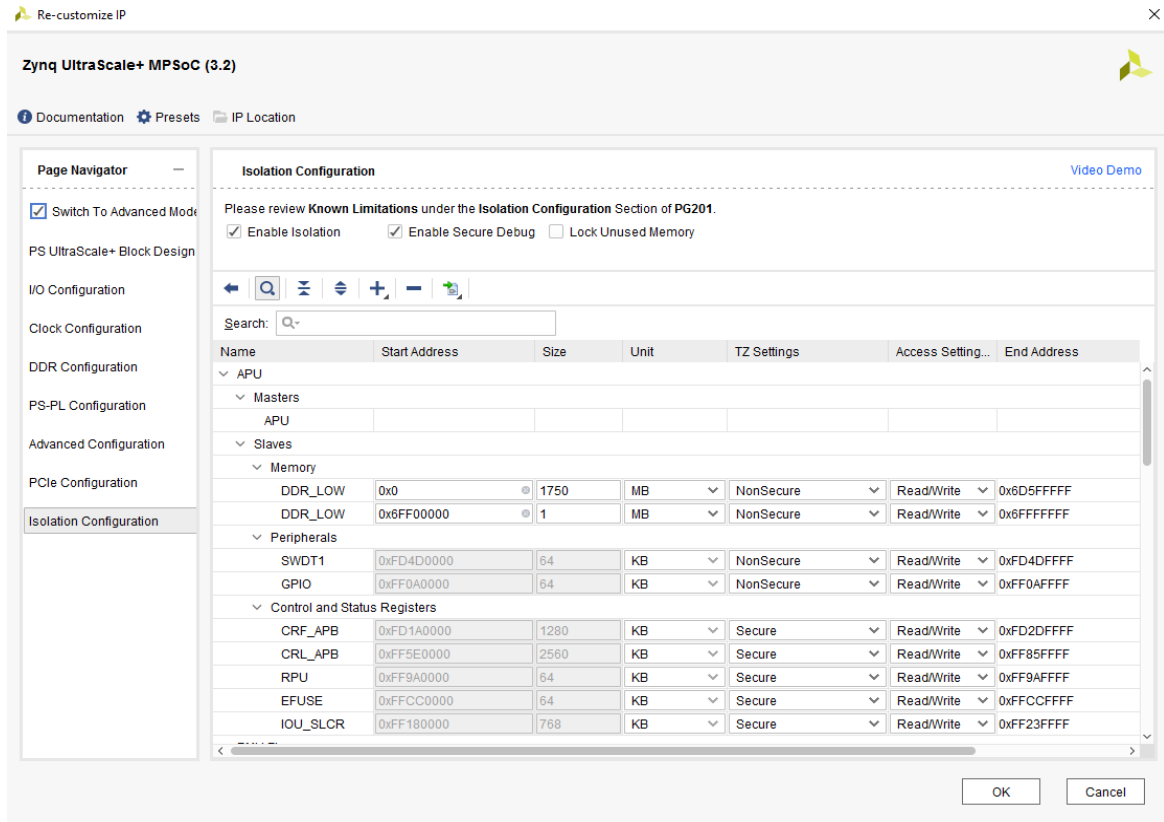 Re-customize IP
Zynq UltraScale+ MPSoC (3.2)
Documentation Presets IP Location
Page Navigator
Switch To Advanced Mode
PS UltraScale+ Block Design
I/O Configuration
Clock Configuration
DDR Configuration
PS-PL Configuration
Advanced Configuration
PCIe Configuration
Isolation Configuration
Isolation Configuration Video Demo
Please review Known Limitations under the Isolation Configuration Section of PG201.
Enable Isolation Enable Secure Debug Lock Unused Memory
Search: Q-
Name Start Address Size Unit TZ Settings Access Setting... End Address
APU
Masters
APU
Slaves
Memory
DDR_LOW 0x0 1750 MB NonSecure Read/Write 0x6D5FFFFF
DDR_LOW 0x6FF00000 1 MB NonSecure Read/Write 0x6FFFFFFF
Peripherals
SWDT1 0xFD4D0000 64 KB NonSecure Read/Write 0xFD4DFFFF
GPIO 0xFF0A0000 64 KB NonSecure Read/Write 0xFF0AFFFF
Control and Status Registers
CRF_APB 0xFD1A0000 1280 KB Secure Read/Write 0xFD2DFFFF
CRL_APB 0xFF5E0000 2560 KB Secure Read/Write 0xFF85FFFF
RPU 0xFF9A0000 64 KB Secure Read/Write 0xFF9AFFFF
EFUSE 0xFFCC0000 64 KB Secure Read/Write 0xFFCCFFFF
IOU_SLCR 0xFF180000 768 KB Secure Read/Write 0xFF23FFFF
OK Cancel